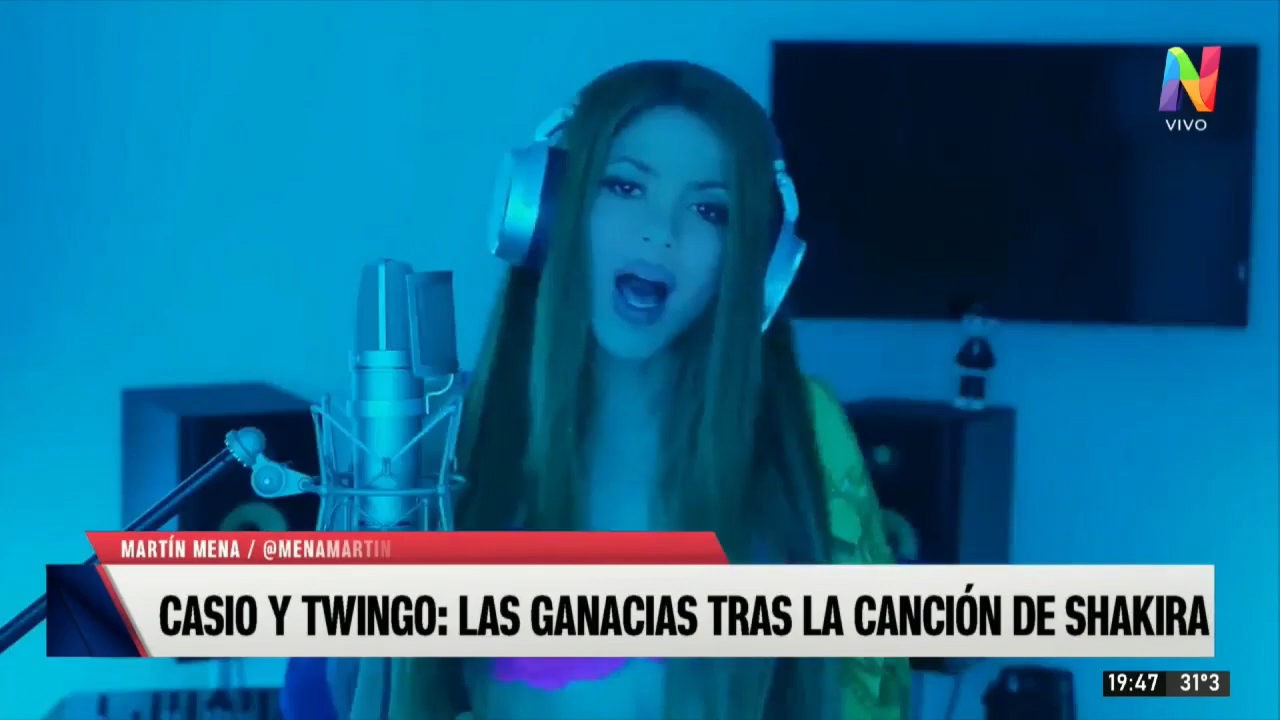 VIVO
MARTÍN MENA / @MENAMARTIN
CASIO Y TWINGO: LAS GANACIAS TRAS LA CANCIÓN DE SHAKIRA
19:47 31°3